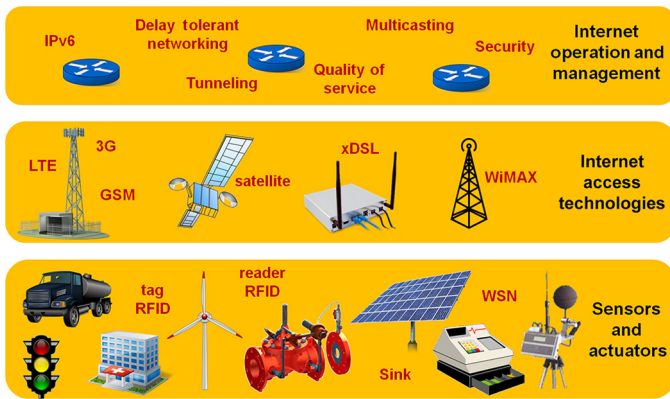 IPv6
Delay tolerant
networking
Tunneling
Multicasting
Quality of
service
Security
Internet
operation and
management
LTE
3G
GSM
satellite
xDSL
WiMAX
Internet
access
technologies
tag
RFID
reader
RFID
Sink
WSN
Sensors
and
actuators